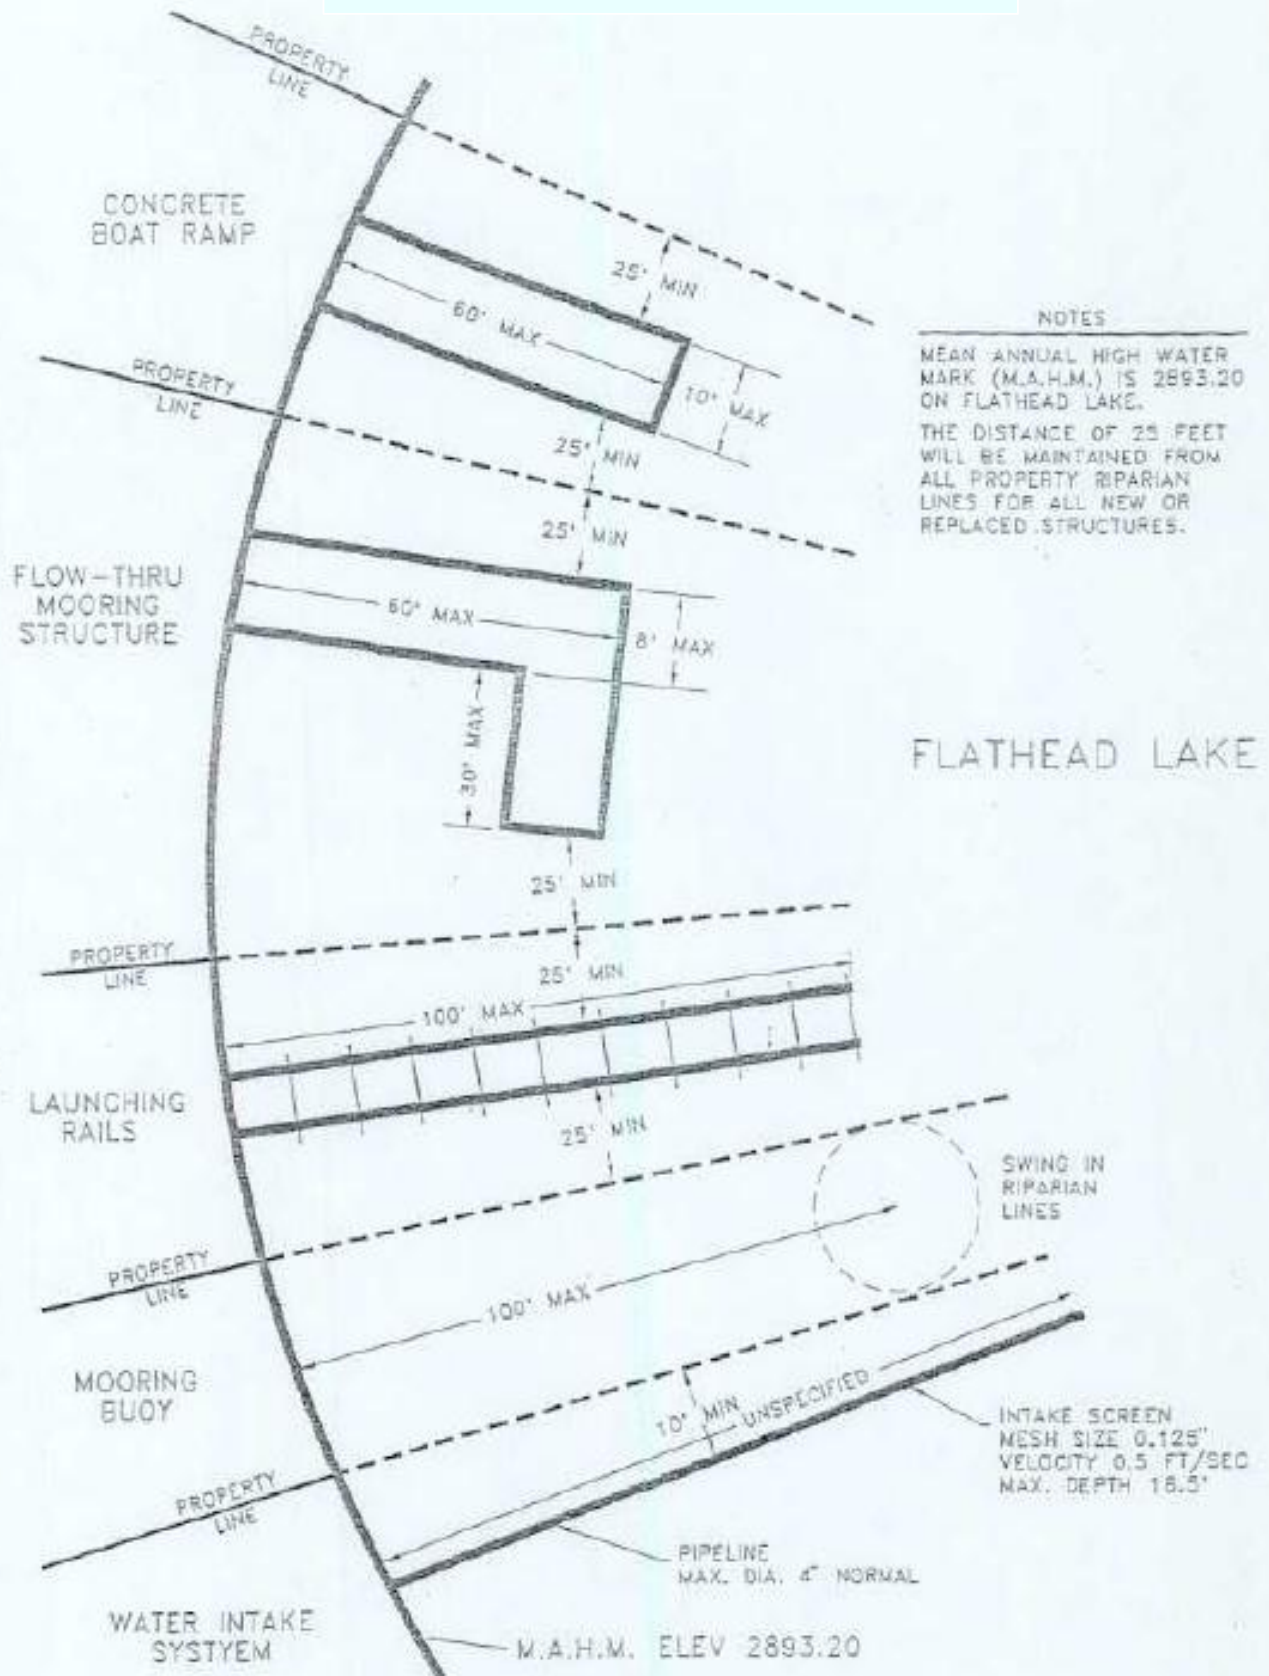 PROPERTY
LINE
CONCRETE
BOAT RAMP
25' MIN
60' MAX
10' MAX
NOTES
MEAN ANNUAL HIGH WATER
MARK (M.A.H.M.) IS 2893.20
ON FLATHEAD LAKE.
THE DISTANCE OF 25 FEET
WILL BE MAINTAINED FROM
ALL PROPERTY RIPARIAN
LINES FOR ALL NEW OR
REPLACED STRUCTURES.
PROPERTY
LINE
25' MIN
25' MIN
FLOW-THRU
MOORING
STRUCTURE
60' MAX
8' MAX
30' MAX
FLATHEAD LAKE
25' MIN
PROPERTY
LINE
25' MIN
100' MAX
LAUNCHING
RAILS
25' MIN
SWING IN
RIPARIAN
LINES
PROPERTY
LINE
100' MAX
MOORING
BUOY
10' MIN
UNSPECIFIED
INTAKE SCREEN
MESH SIZE 0.125"
VELOCITY 0.5 FT/SEC
MAX. DEPTH 16.5'
PROPERTY
LINE
PIPELINE
MAX. DIA. 4" NORMAL
WATER INTAKE
SYSTYEM
M.A.H.M. ELEV 2893.20